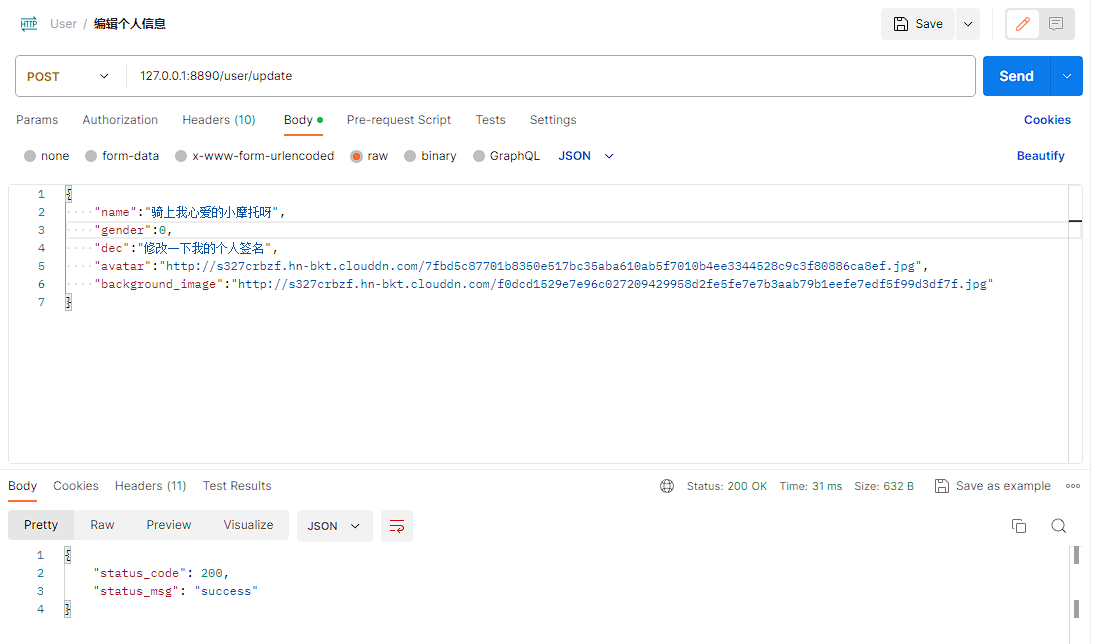 HTTP User / 编辑个人信息 Save
POST 127.0.0.1:8890/user/update Send
Params Authorization Headers (10) Body Pre-request Script Tests Settings Cookies
none form-data x-www-form-urlencoded raw binary GraphQL JSON Beautify
1 {
2 "name":"骑上我心爱的小摩托呀",
3 "gender":0,
4 "dec":"修改一下我的个人签名",
5 "avatar":"http://s327crbzf.hn-bkt.clouddn.com/7fbd5c87701b8350e517bc35aba610ab5f7010b4ee3344528c9c3f80886ca8ef.jpg",
6 "background_image":"http://s327crbzf.hn-bkt.clouddn.com/f0dcd1529e7e96c027209429958d2fe5fe7e7b3aab79b1eefe7edf5f99d3df7f.jpg"
7 }
Body Cookies Headers (11) Test Results Status: 200 OK Time: 31 ms Size: 632 B Save as example
Pretty Raw Preview Visualize JSON
1 {
2 "status_code": 200,
3 "status_msg": "success"
4 }